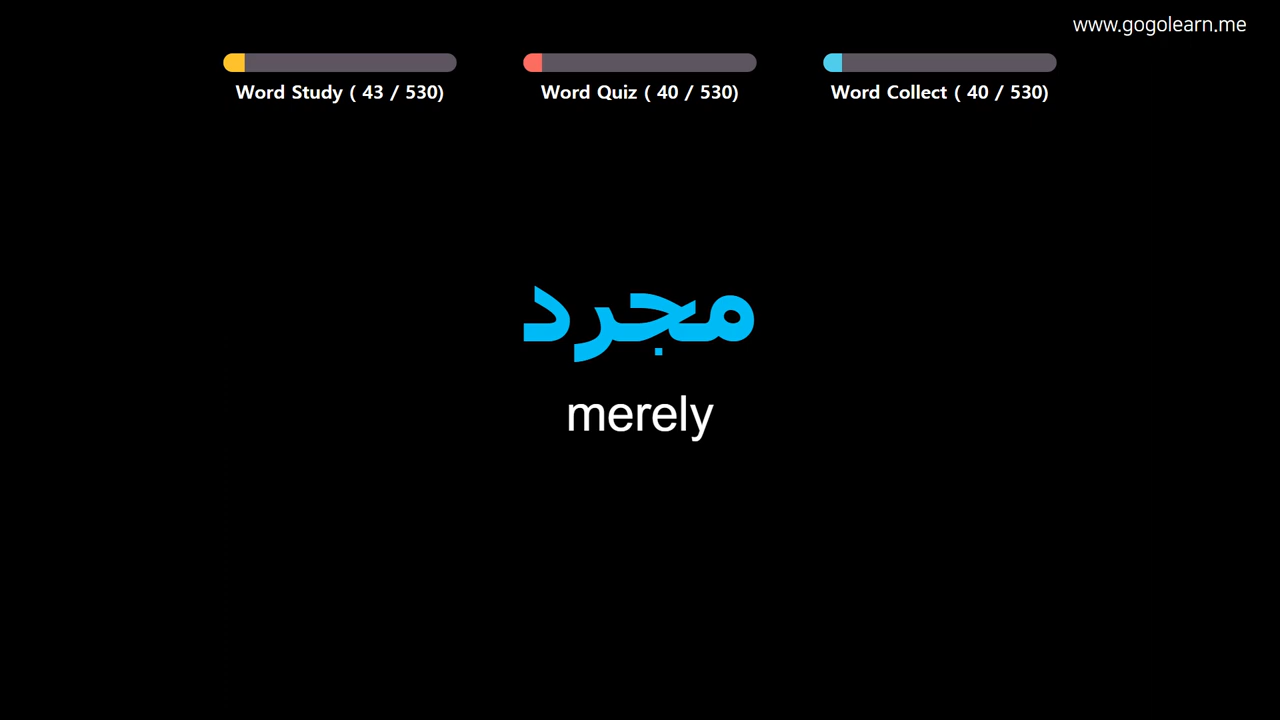 www.gogolearn.me
Word Study ( 43 / 530)
Word Quiz ( 40 / 530)
Word Collect ( 40 / 530)
مجرد
merely